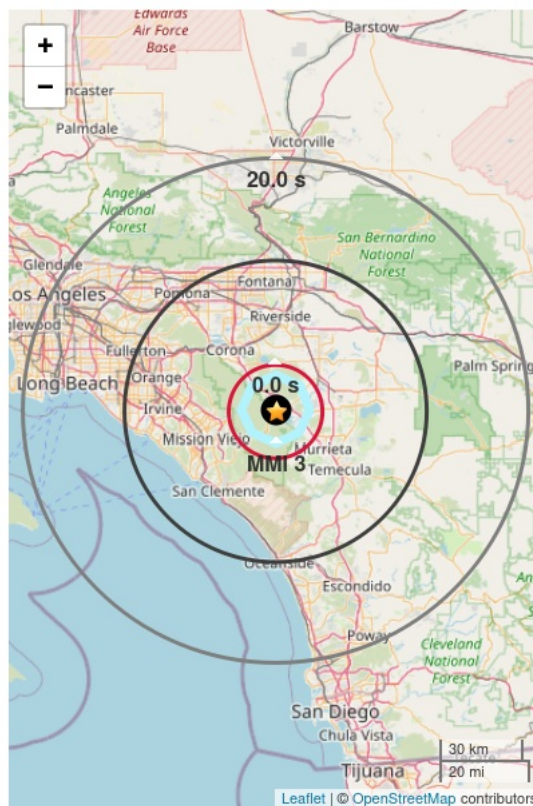 Edwards
Air Force
Base
Barstow
+
−
ncaster
Palmdale
Victorville
20.0 s
Angeles
National
Forest
San Bernardino
National Forest
Glendale
Los Angeles
Pomona
Fontana
Riverside
glewood
Fullerton
Corona
Palm Spring
Long Beach
Orange
0.0 s
Irvine
Mission Viejo
Murrieta
MMI 3
Temecula
San Clemente
Oceanside
Escondido
Poway
Cleveland
National
Forest
San Diego
Chula Vista
30 km
20 mi
Tijuana
Leaflet | © OpenStreetMap contributors